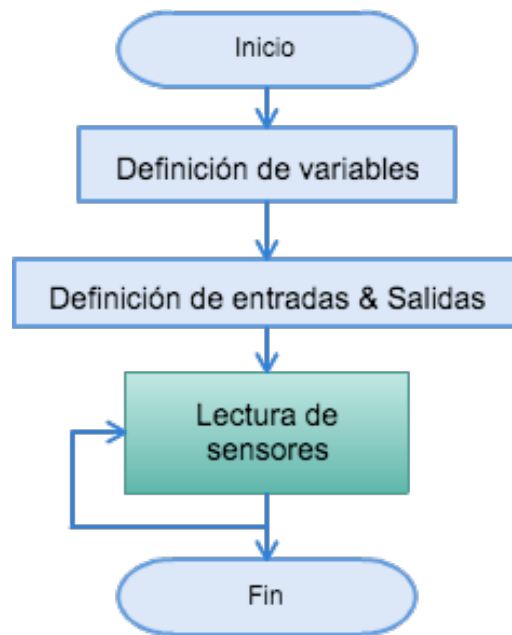 Inicio
Definición de variables
Definición de entradas & Salidas
Lectura de
sensores
Fin